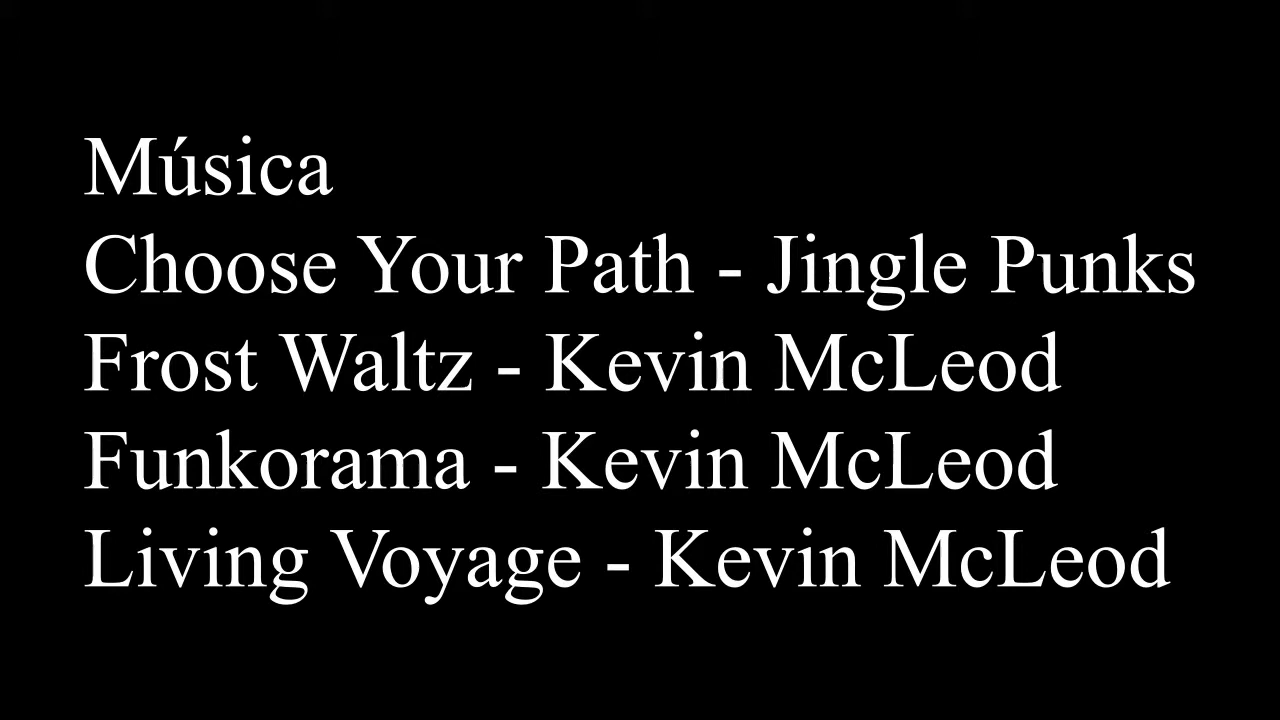 Música
Choose Your Path - Jingle Punks
Frost Waltz - Kevin McLeod
Funkorama - Kevin McLeod
Living Voyage - Kevin McLeod